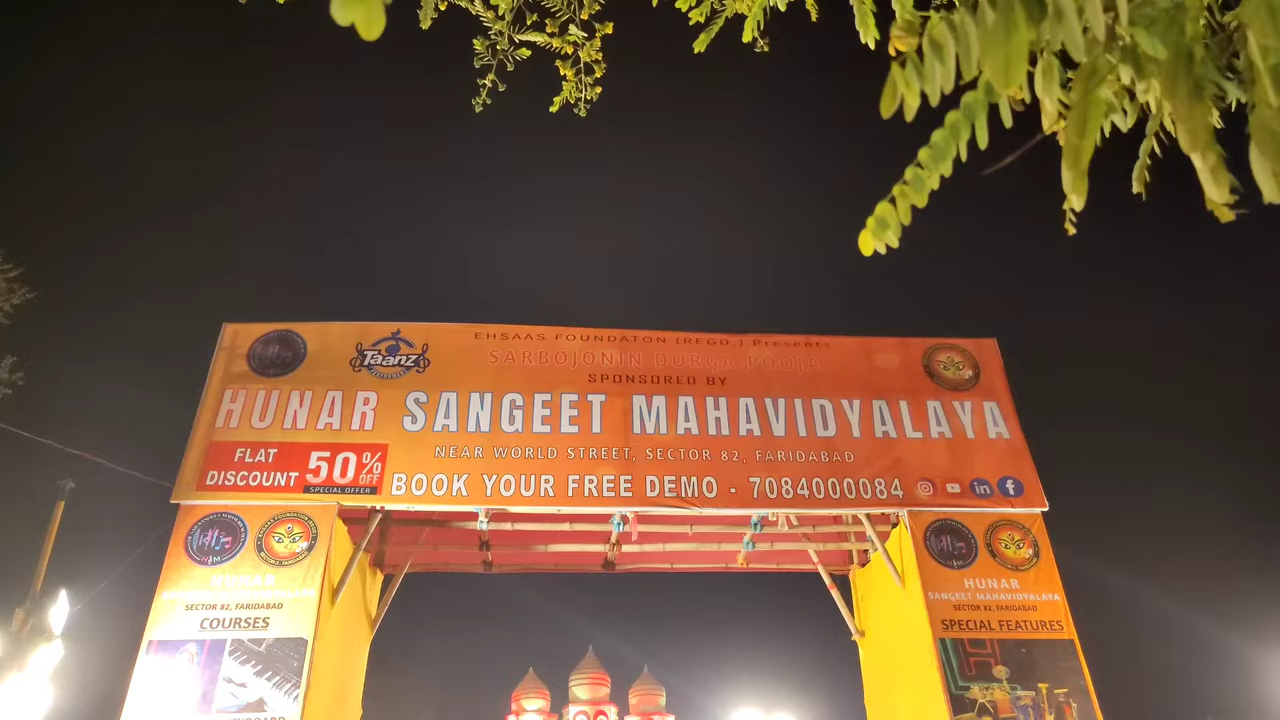 EHSAAS FOUNDATON (REGD.) Presents
SARBOJONIN DURGA POOJA
SPONSORED BY
Taanz
HUNAR SANGEET MAHAVIDYALAYA
NEAR WORLD STREET, SECTOR 82, FARIDABAD
FLAT DISCOUNT 50% OFF
SPECIAL OFFER
BOOK YOUR FREE DEMO - 7084000084
HUNAR
SECTOR 82, FARIDABAD
COURSES
HUNAR
SANGEET MAHAVIDYALAYA
SECTOR 82, FARIDABAD
SPECIAL FEATURES